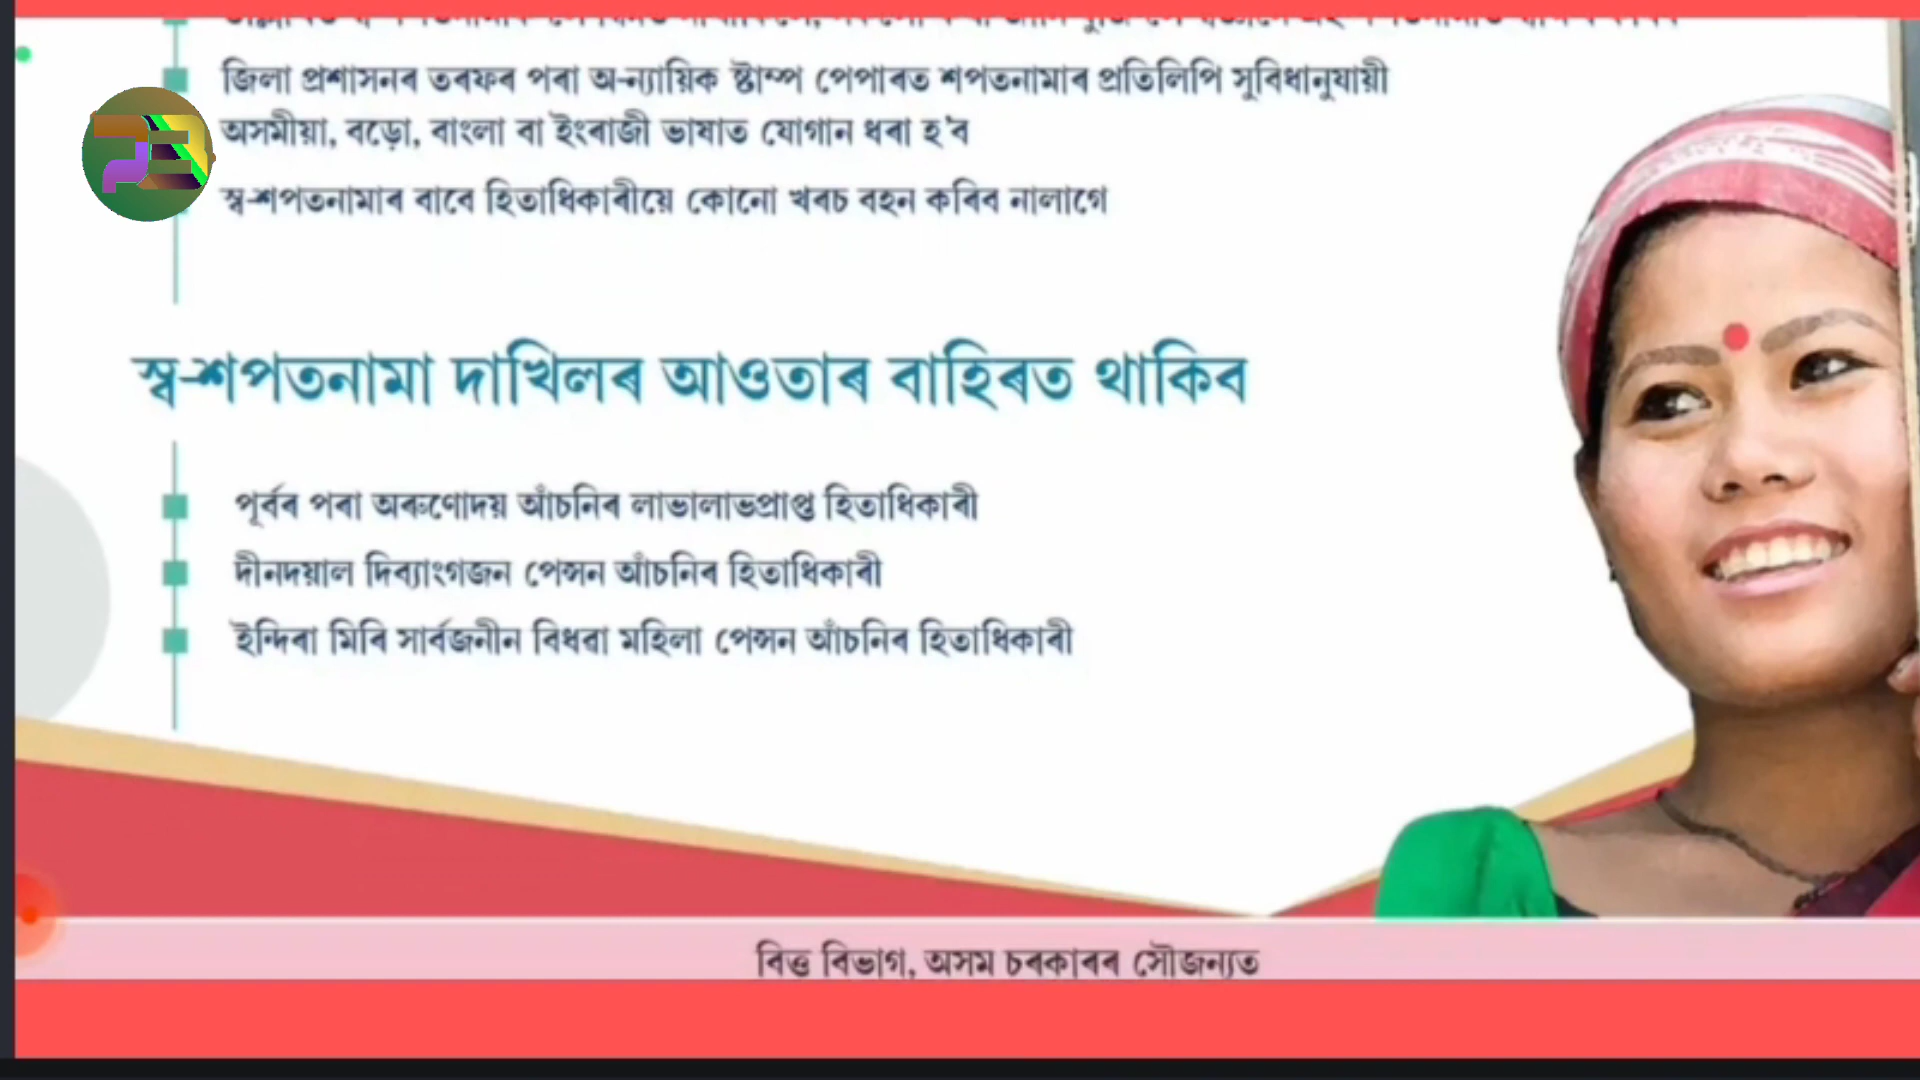 জিলা প্ৰশাসনৰ তৰফৰ পৰা অ-ন্যায়িক ষ্টাম্প পেপাৰত শপতনামাৰ প্ৰতিলিপি সুবিধানুযায়ী
অসমীয়া, বড়ো, বাংলা বা ইংৰাজী ভাষাত যোগান ধৰা হ'ব
স্ব-শপতনামাৰ বাবে হিতাধিকাৰীয়ে কোনো খৰচ বহন কৰিব নালাগে
স্ব-শপতনামা দাখিলৰ আওতাৰ বাহিৰত থাকিব
পূৰ্বৰ পৰা অৰুণোদয় আঁচনিৰ লাভালাভপ্ৰাপ্ত হিতাধিকাৰী
দীনদয়াল দিব্যাংগজন পেন্সন আঁচনিৰ হিতাধিকাৰী
ইন্দিৰা মিৰি সাৰ্বজনীন বিধৱা মহিলা পেন্সন আঁচনিৰ হিতাধিকাৰী
বিত্ত বিভাগ, অসম চৰকাৰৰ সৌজন্যত